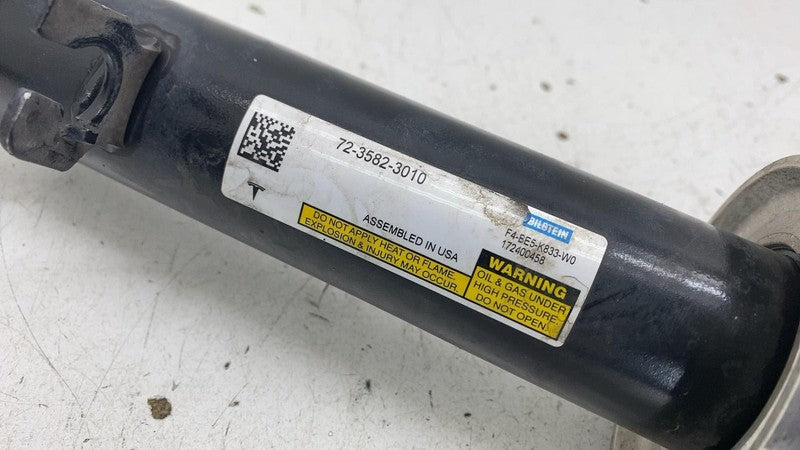 72-3582-3010
BILSTEIN
F4-BE5-K833-W0
172400458
ASSEMBLED IN USA
DO NOT APPLY HEAT OR FLAME.
EXPLOSION & INJURY MAY OCCUR.
WARNING
OIL & GAS UNDER
HIGH PRESSURE.
DO NOT OPEN.